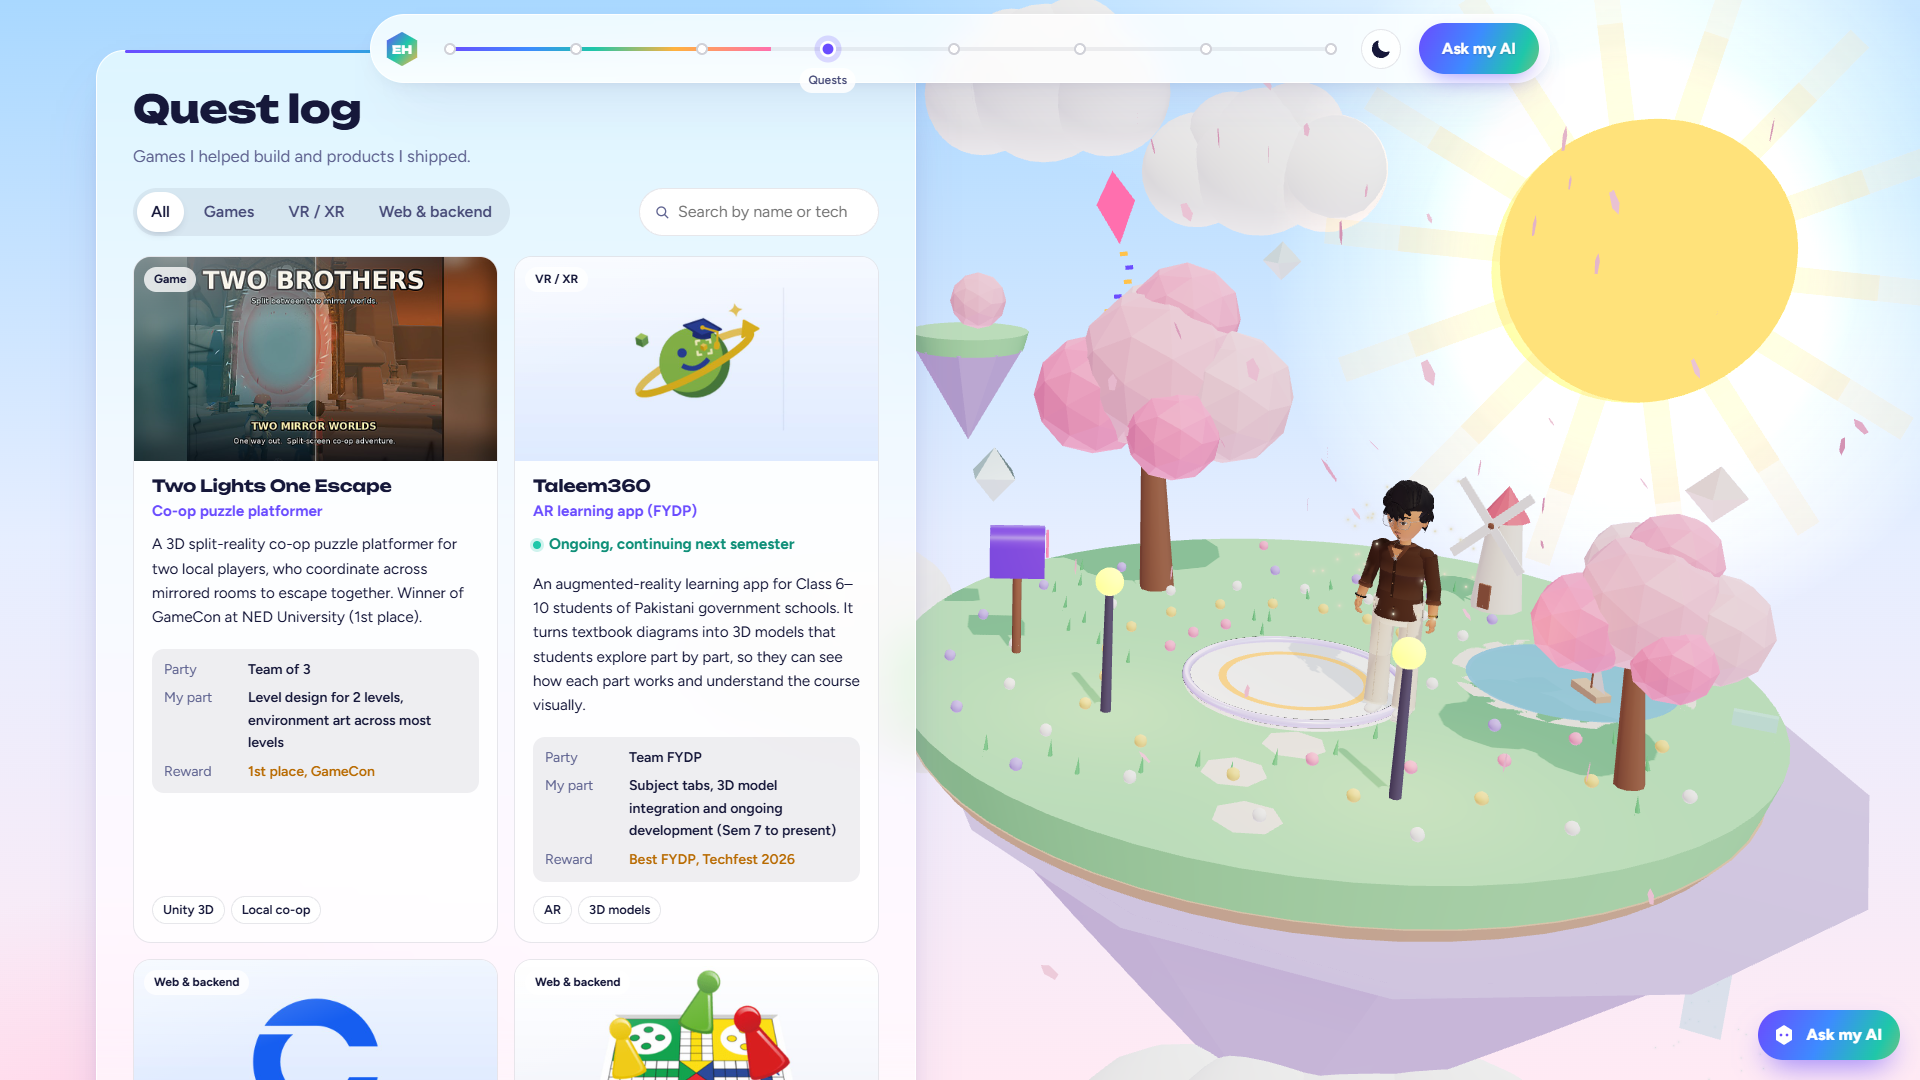 EH
Quests
Ask my AI
Quest log
Games I helped build and products I shipped.
All
Games
VR / XR
Web & backend
Search by name or tech
Game
TWO BROTHERS
Split between two mirror worlds.
TWO MIRROR WORLDS
One way out. Split-screen co-op adventure.
Two Lights One Escape
Co-op puzzle platformer
A 3D split-reality co-op puzzle platformer for
two local players, who coordinate across
mirrored rooms to escape together. Winner of
GameCon at NED University (1st place).
Party Team of 3
My part Level design for 2 levels,
environment art across most
levels
Reward 1st place, GameCon
Unity 3D
Local co-op
VR / XR
Taleem360
AR learning app (FYDP)
Ongoing, continuing next semester
An augmented-reality learning app for Class 6–
10 students of Pakistani government schools. It
turns textbook diagrams into 3D models that
students explore part by part, so they can see
how each part works and understand the course
visually.
Party Team FYDP
My part Subject tabs, 3D model
integration and ongoing
development (Sem 7 to present)
Reward Best FYDP, Techfest 2026
AR
3D models
Web & backend
Web & backend
Ask my AI